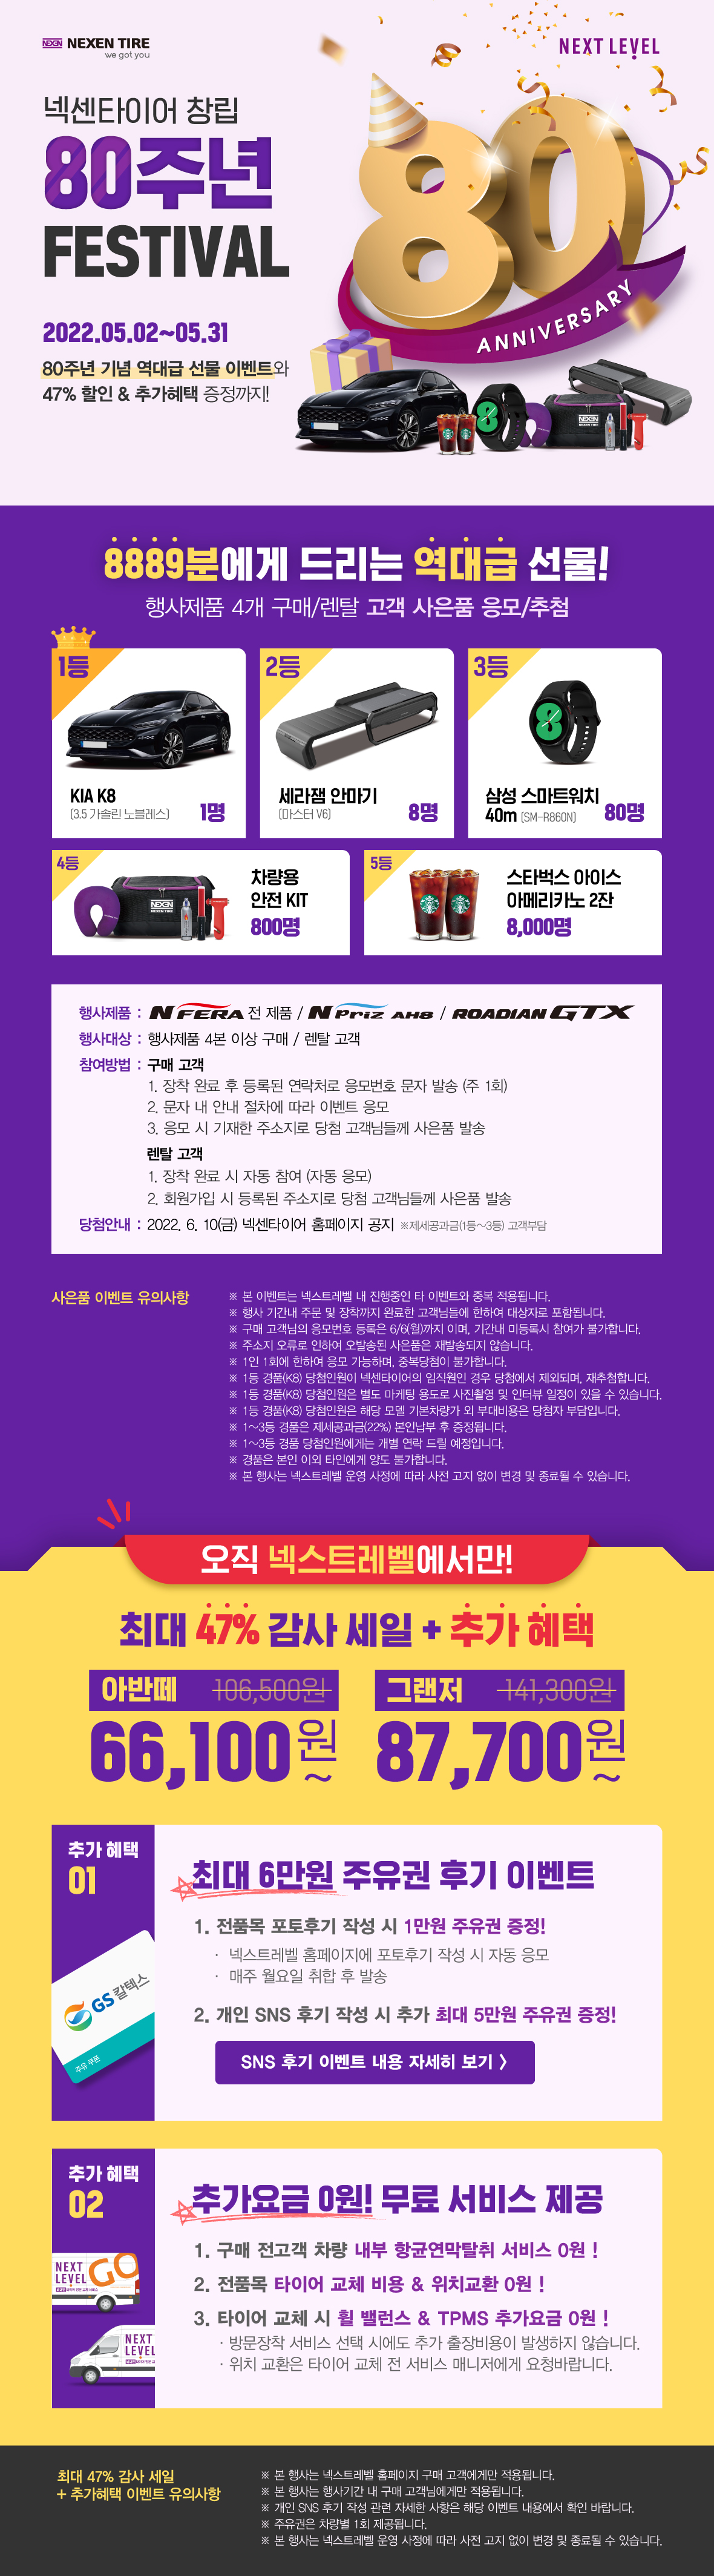 NEXEN NEXEN TIRE
we got you
NEXT LEVEL
넥센타이어 창립
80주년
FESTIVAL
80
ANNIVERSARY
2022.05.02~05.31
80주년 기념 역대급 선물 이벤트와
47% 할인 & 추가혜택 증정까지!
NEXEN
NEXEN TIRE
8889분에게 드리는 역대급 선물!
행사제품 4개 구매/렌탈 고객 사은품 응모/추첨
1등
KIA K8
(3.5 가솔린 노블레스)
1명
2등
세라잼 안마기
(마스터 V6)
8명
3등
삼성 스마트워치
40m (SM-R860N)
80명
4등
NEXEN
NEXEN TIRE
차량용
안전 KIT
800명
5등
스타벅스 아이스
아메리카노 2잔
8,000명
행사제품 : N FERA 전 제품 / N Priz AH8 / ROADIAN GTX
행사대상 : 행사제품 4본 이상 구매 / 렌탈 고객
참여방법 : 구매 고객
1. 장착 완료 후 등록된 연락처로 응모번호 문자 발송 (주 1회)
2. 문자 내 안내 절차에 따라 이벤트 응모
3. 응모 시 기재한 주소지로 당첨 고객님들께 사은품 발송
렌탈 고객
1. 장착 완료 시 자동 참여 (자동 응모)
2. 회원가입 시 등록된 주소지로 당첨 고객님들께 사은품 발송
당첨안내 : 2022. 6. 10(금) 넥센타이어 홈페이지 공지 ※제세공과금(1등~3등) 고객부담
사은품 이벤트 유의사항
※ 본 이벤트는 넥스트레벨 내 진행중인 타 이벤트와 중복 적용됩니다.
※ 행사 기간내 주문 및 장착까지 완료한 고객님들에 한하여 대상자로 포함됩니다.
※ 구매 고객님의 응모번호 등록은 6/6(월)까지 이며, 기간내 미등록시 참여가 불가합니다.
※ 주소지 오류로 인하여 오발송된 사은품은 재발송되지 않습니다.
※ 1인 1회에 한하여 응모 가능하며, 중복당첨이 불가합니다.
※ 1등 경품(K8) 당첨인원이 넥센타이어의 임직원인 경우 당첨에서 제외되며, 재추첨합니다.
※ 1등 경품(K8) 당첨인원은 별도 마케팅 용도로 사진촬영 및 인터뷰 일정이 있을 수 있습니다.
※ 1등 경품(K8) 당첨인원은 해당 모델 기본차량가 외 부대비용은 당첨자 부담입니다.
※ 1~3등 경품은 제세공과금(22%) 본인납부 후 증정됩니다.
※ 1~3등 경품 당첨인원에게는 개별 연락 드릴 예정입니다.
※ 경품은 본인 이외 타인에게 양도 불가합니다.
※ 본 행사는 넥스트레벨 운영 사정에 따라 사전 고지 없이 변경 및 종료될 수 있습니다.
오직 넥스트레벨에서만!
최대 47% 감사 세일 + 추가 혜택
아반떼 106,500원
66,100원~
그랜저 141,300원
87,700원~
추가 혜택
01
GS 칼텍스
주유 쿠폰
최대 6만원 주유권 후기 이벤트
1. 전품목 포토후기 작성 시 1만원 주유권 증정!
· 넥스트레벨 홈페이지에 포토후기 작성 시 자동 응모
· 매주 월요일 취합 후 발송
2. 개인 SNS 후기 작성 시 추가 최대 5만원 주유권 증정!
SNS 후기 이벤트 내용 자세히 보기 〉
추가 혜택
02
NEXT LEVEL GO
NEXT LEVEL
추가요금 0원! 무료 서비스 제공
1. 구매 전고객 차량 내부 항균연막탈취 서비스 0원 !
2. 전품목 타이어 교체 비용 & 위치교환 0원 !
3. 타이어 교체 시 휠 밸런스 & TPMS 추가요금 0원 !
· 방문장착 서비스 선택 시에도 추가 출장비용이 발생하지 않습니다.
· 위치 교환은 타이어 교체 전 서비스 매니저에게 요청바랍니다.
최대 47% 감사 세일
+ 추가혜택 이벤트 유의사항
※ 본 행사는 넥스트레벨 홈페이지 구매 고객에게만 적용됩니다.
※ 본 행사는 행사기간 내 구매 고객님에게만 적용됩니다.
※ 개인 SNS 후기 작성 관련 자세한 사항은 해당 이벤트 내용에서 확인 바랍니다.
※ 주유권은 차량별 1회 제공됩니다.
※ 본 행사는 넥스트레벨 운영 사정에 따라 사전 고지 없이 변경 및 종료될 수 있습니다.